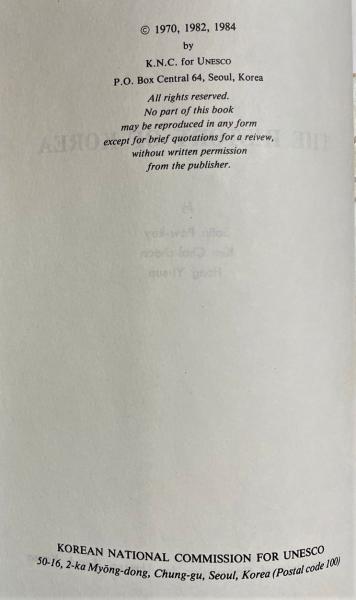 © 1970, 1982, 1984
by
K.N.C. for UNESCO
P.O. Box Central 64, Seoul, Korea
All rights reserved.
No part of this book
may be reproduced in any form
except for brief quotations for a reivew,
without written permission
from the publisher.
KOREAN NATIONAL COMMISSION FOR UNESCO
50-16, 2-ka Myŏng-dong, Chung-gu, Seoul, Korea (Postal code 100)